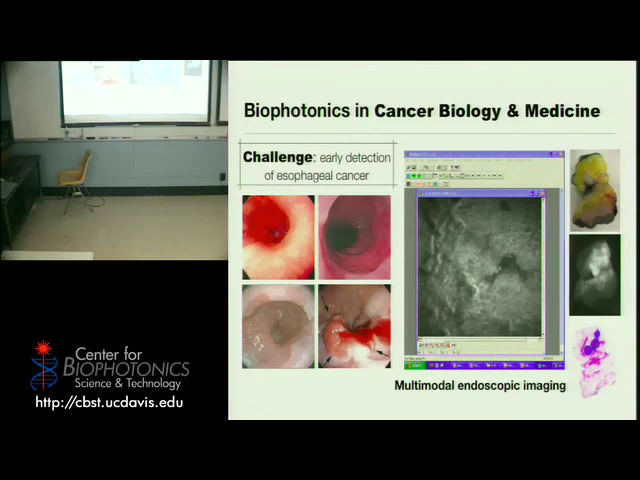 Biophotonics in Cancer Biology & Medicine
Challenge: early detection
of esophageal cancer
Multimodal endoscopic imaging
Center for
BIOPHOTONICS
Science & Technology
http://cbst.ucdavis.edu